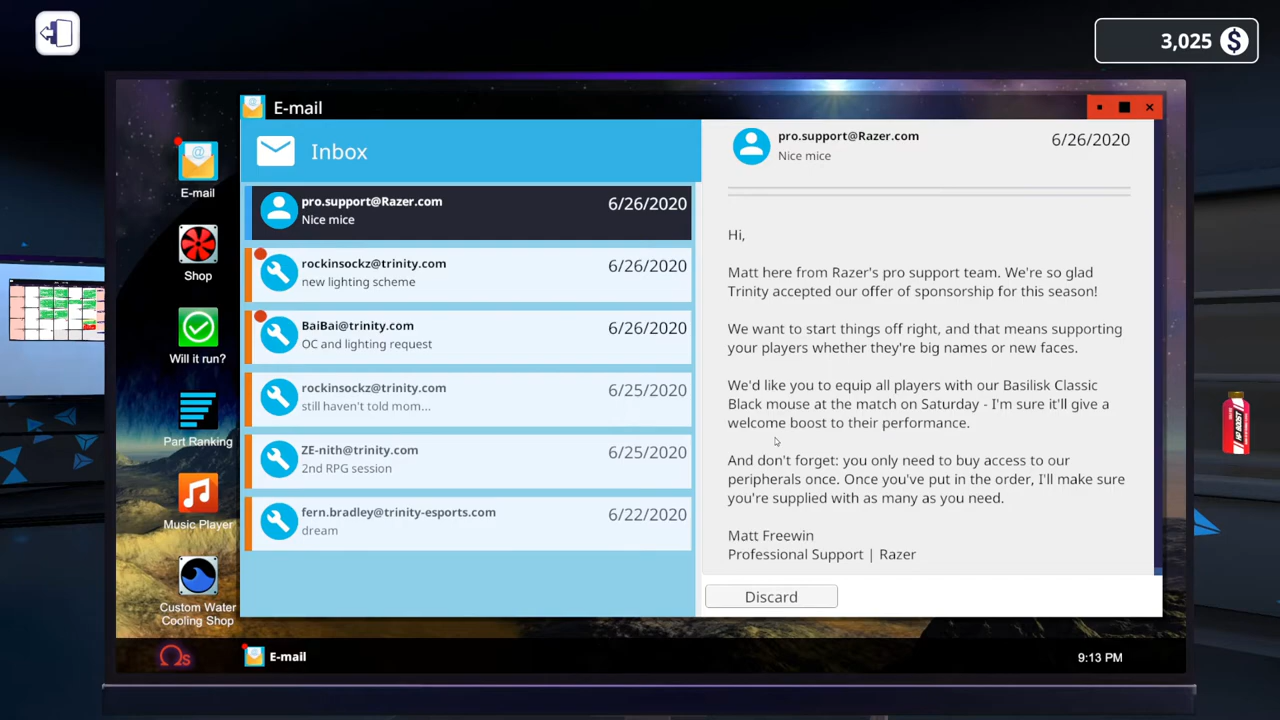 3,025
E-mail
Inbox
pro.support@Razer.com
6/26/2020
Nice mice
rockinsockz@trinity.com
6/26/2020
new lighting scheme
BaiBai@trinity.com
6/26/2020
OC and lighting request
rockinsockz@trinity.com
6/25/2020
still haven't told mom...
ZE-nith@trinity.com
6/25/2020
2nd RPG session
fern.bradley@trinity-esports.com
6/22/2020
dream
pro.support@Razer.com
6/26/2020
Nice mice
Hi,
Matt here from Razer's pro support team. We're so glad
Trinity accepted our offer of sponsorship for this season!
We want to start things off right, and that means supporting
your players whether they're big names or new faces.
We'd like you to equip all players with our Basilisk Classic
Black mouse at the match on Saturday - I'm sure it'll give a
welcome boost to their performance.
And don't forget: you only need to buy access to our
peripherals once. Once you've put in the order, I'll make sure
you're supplied with as many as you need.
Matt Freewin
Professional Support | Razer
Discard
E-mail
Shop
Will it run?
Part Ranking
Music Player
Custom Water
Cooling Shop
E-mail
9:13 PM